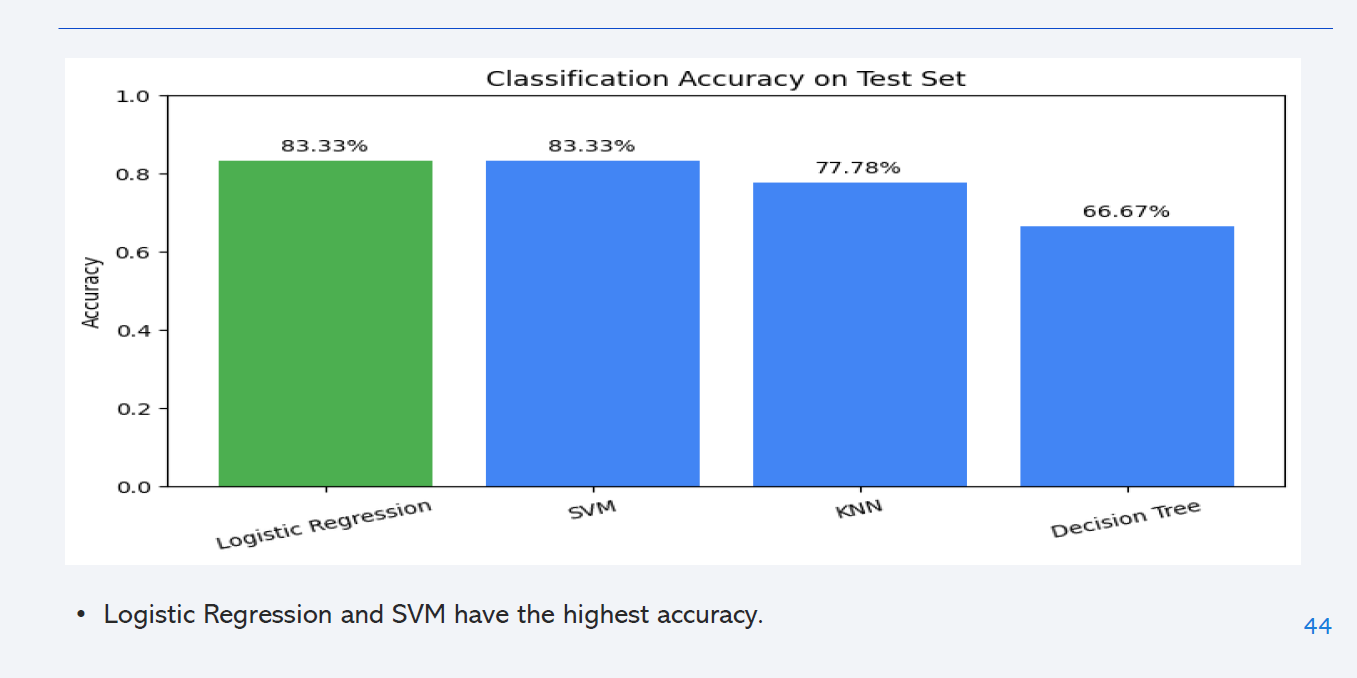 Classification Accuracy on Test Set
1.0
0.8
0.6
0.4
0.2
0.0
Accuracy
83.33%
83.33%
77.78%
66.67%
Logistic Regression
SVM
KNN
Decision Tree
• Logistic Regression and SVM have the highest accuracy.
44